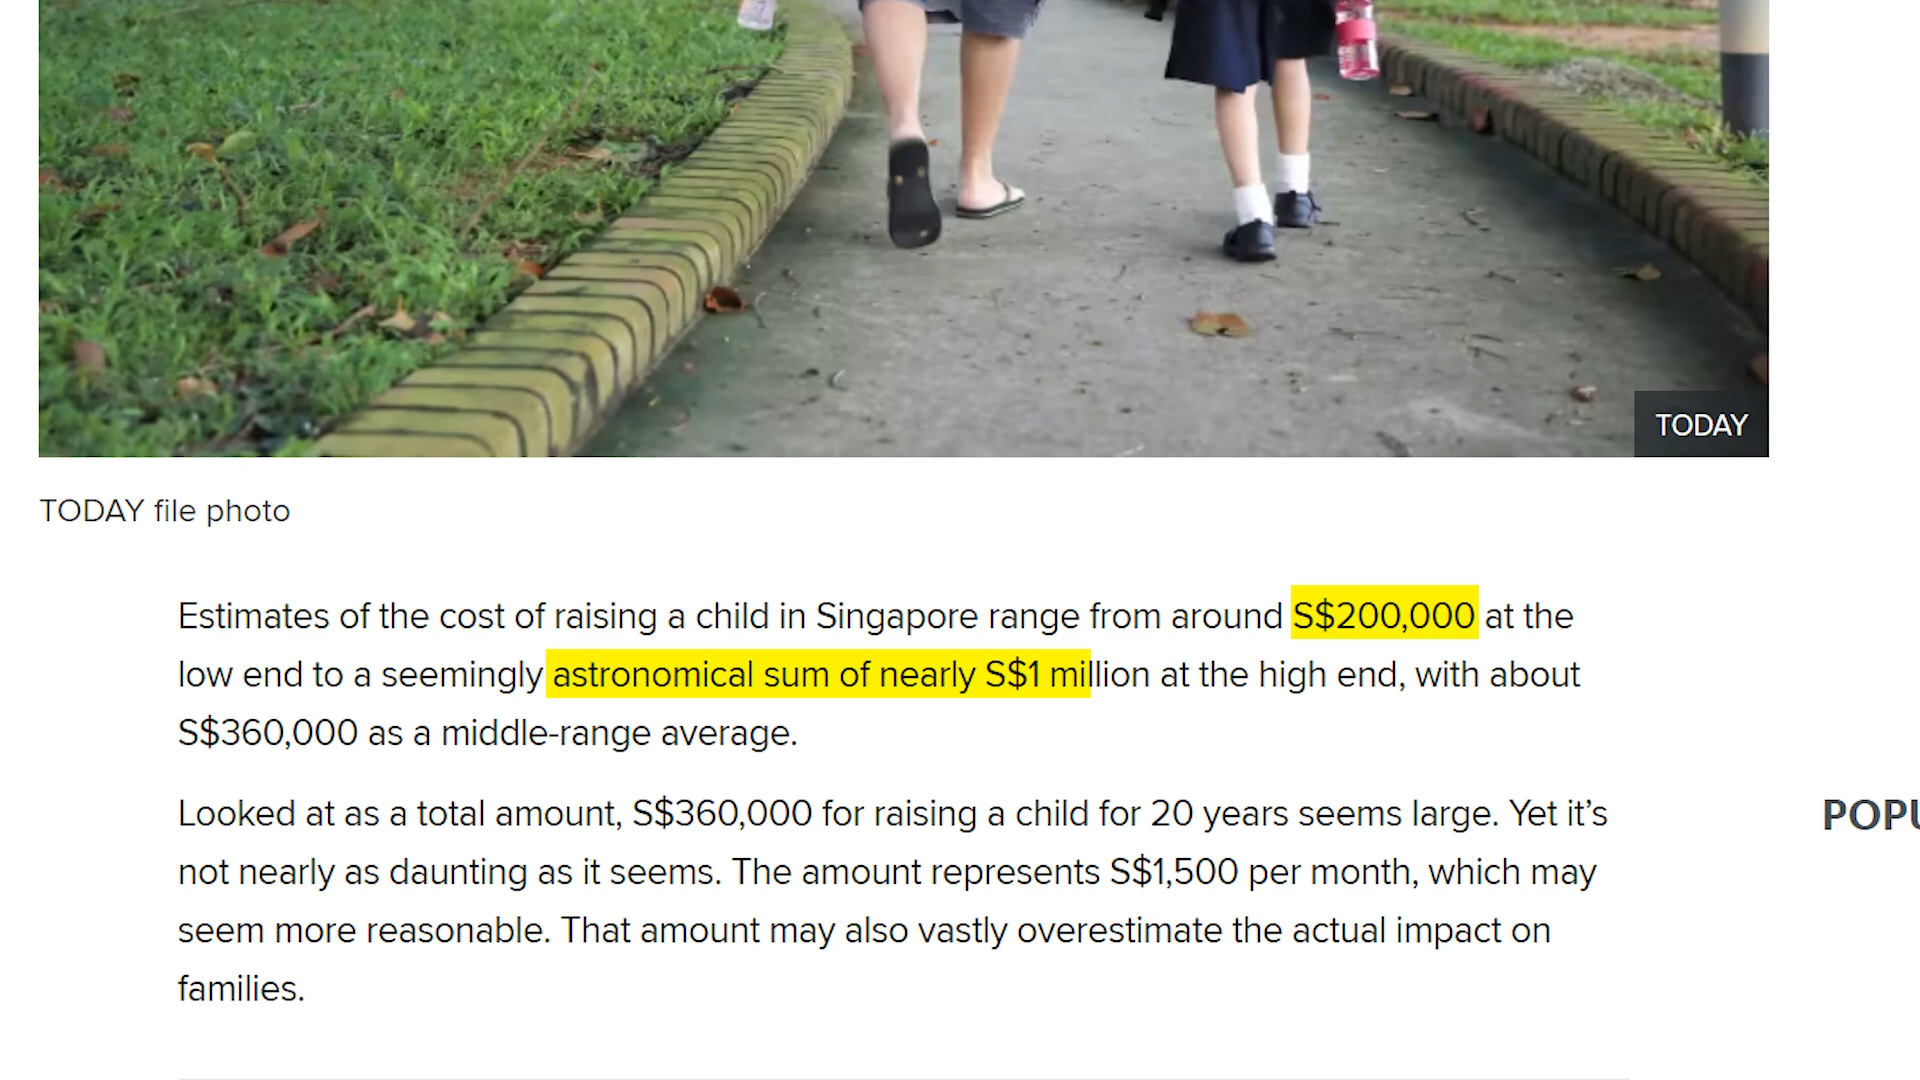 TODAY
TODAY file photo
Estimates of the cost of raising a child in Singapore range from around S$200,000 at the
low end to a seemingly astronomical sum of nearly S$1 million at the high end, with about
S$360,000 as a middle-range average.
Looked at as a total amount, S$360,000 for raising a child for 20 years seems large. Yet it’s
not nearly as daunting as it seems. The amount represents S$1,500 per month, which may
seem more reasonable. That amount may also vastly overestimate the actual impact on
families.